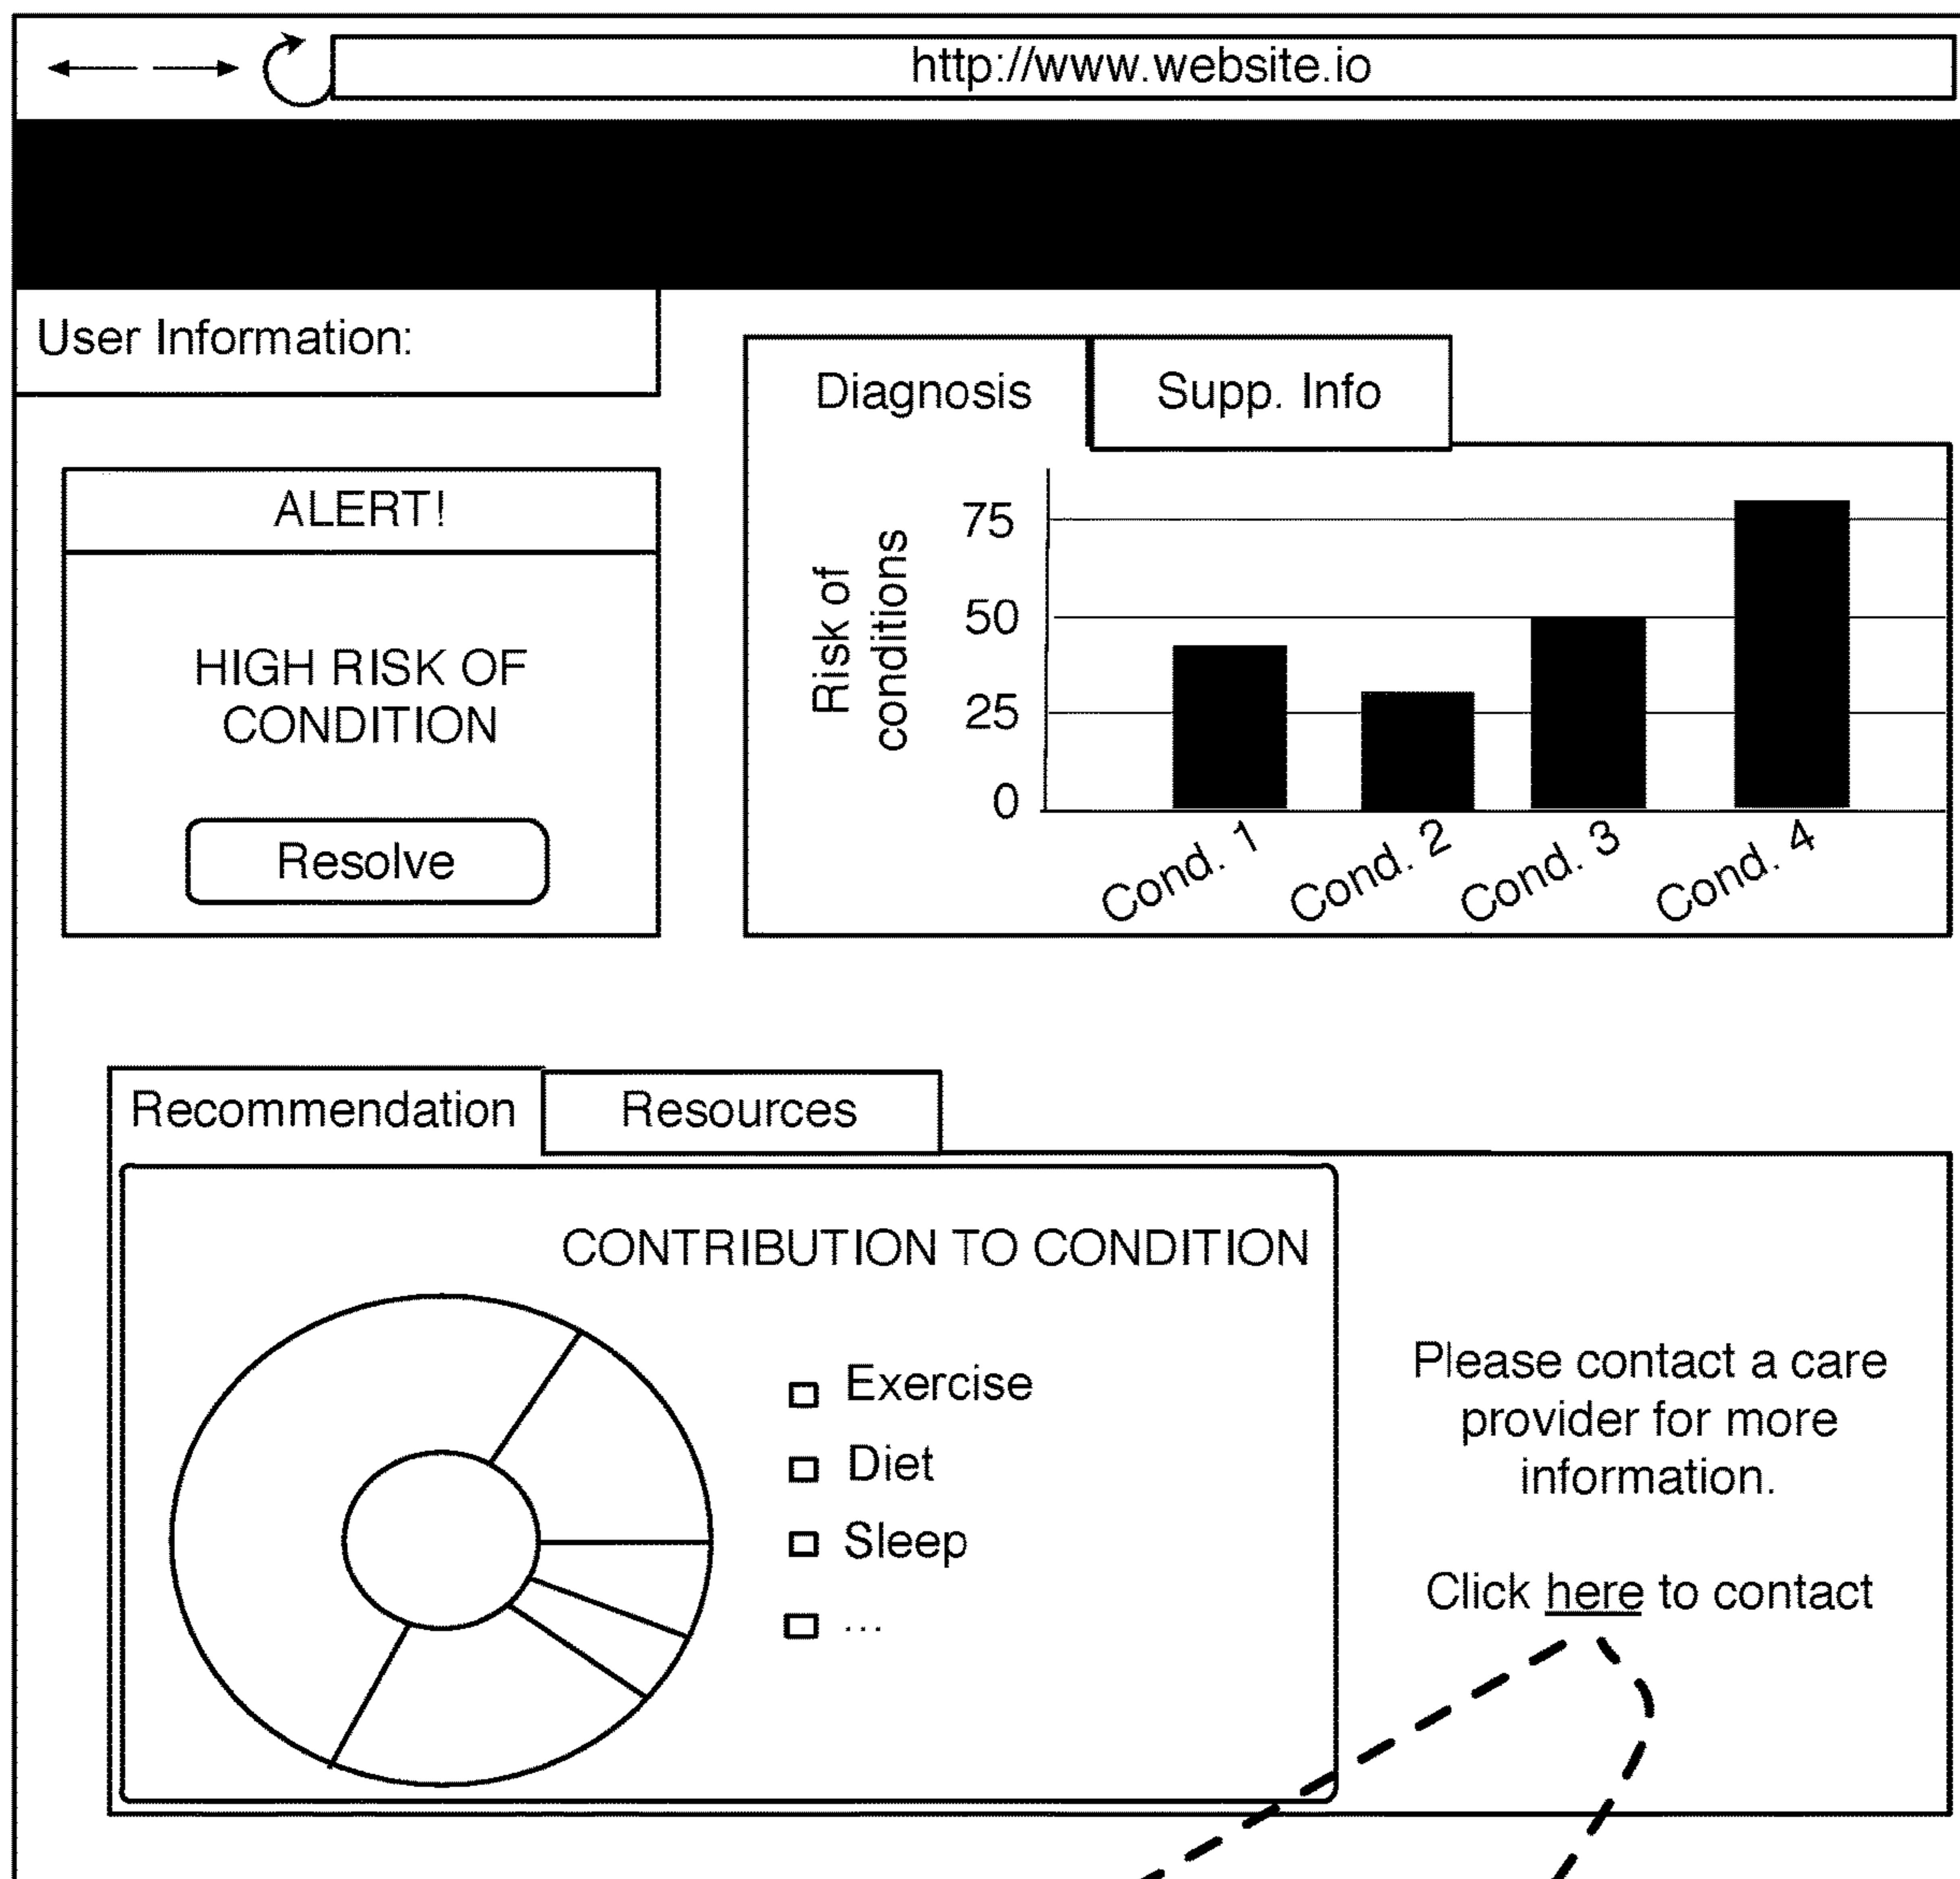 http://www.website.io
User Information:
Diagnosis
Supp. Info
ALERT!
HIGH RISK OF
CONDITION
Resolve
Risk of
conditions
75
50
25
0
Cond. 1
Cond. 2
Cond. 3
Cond. 4
Recommendation
Resources
CONTRIBUTION TO CONDITION
Exercise
Diet
Sleep
...
Please contact a care
provider for more
information.
Click here to contact